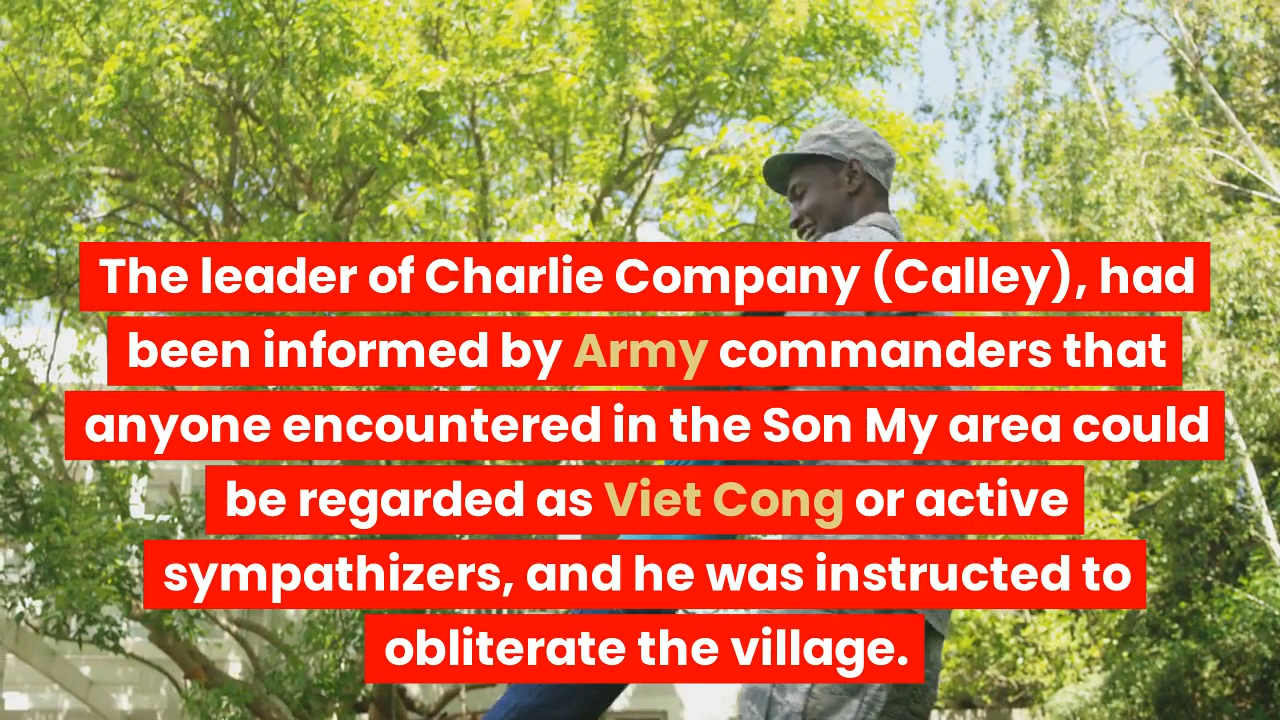 The leader of Charlie Company (Calley), had
been informed by Army commanders that
anyone encountered in the Son My area could
be regarded as Viet Cong or active
sympathizers, and he was instructed to
obliterate the village.